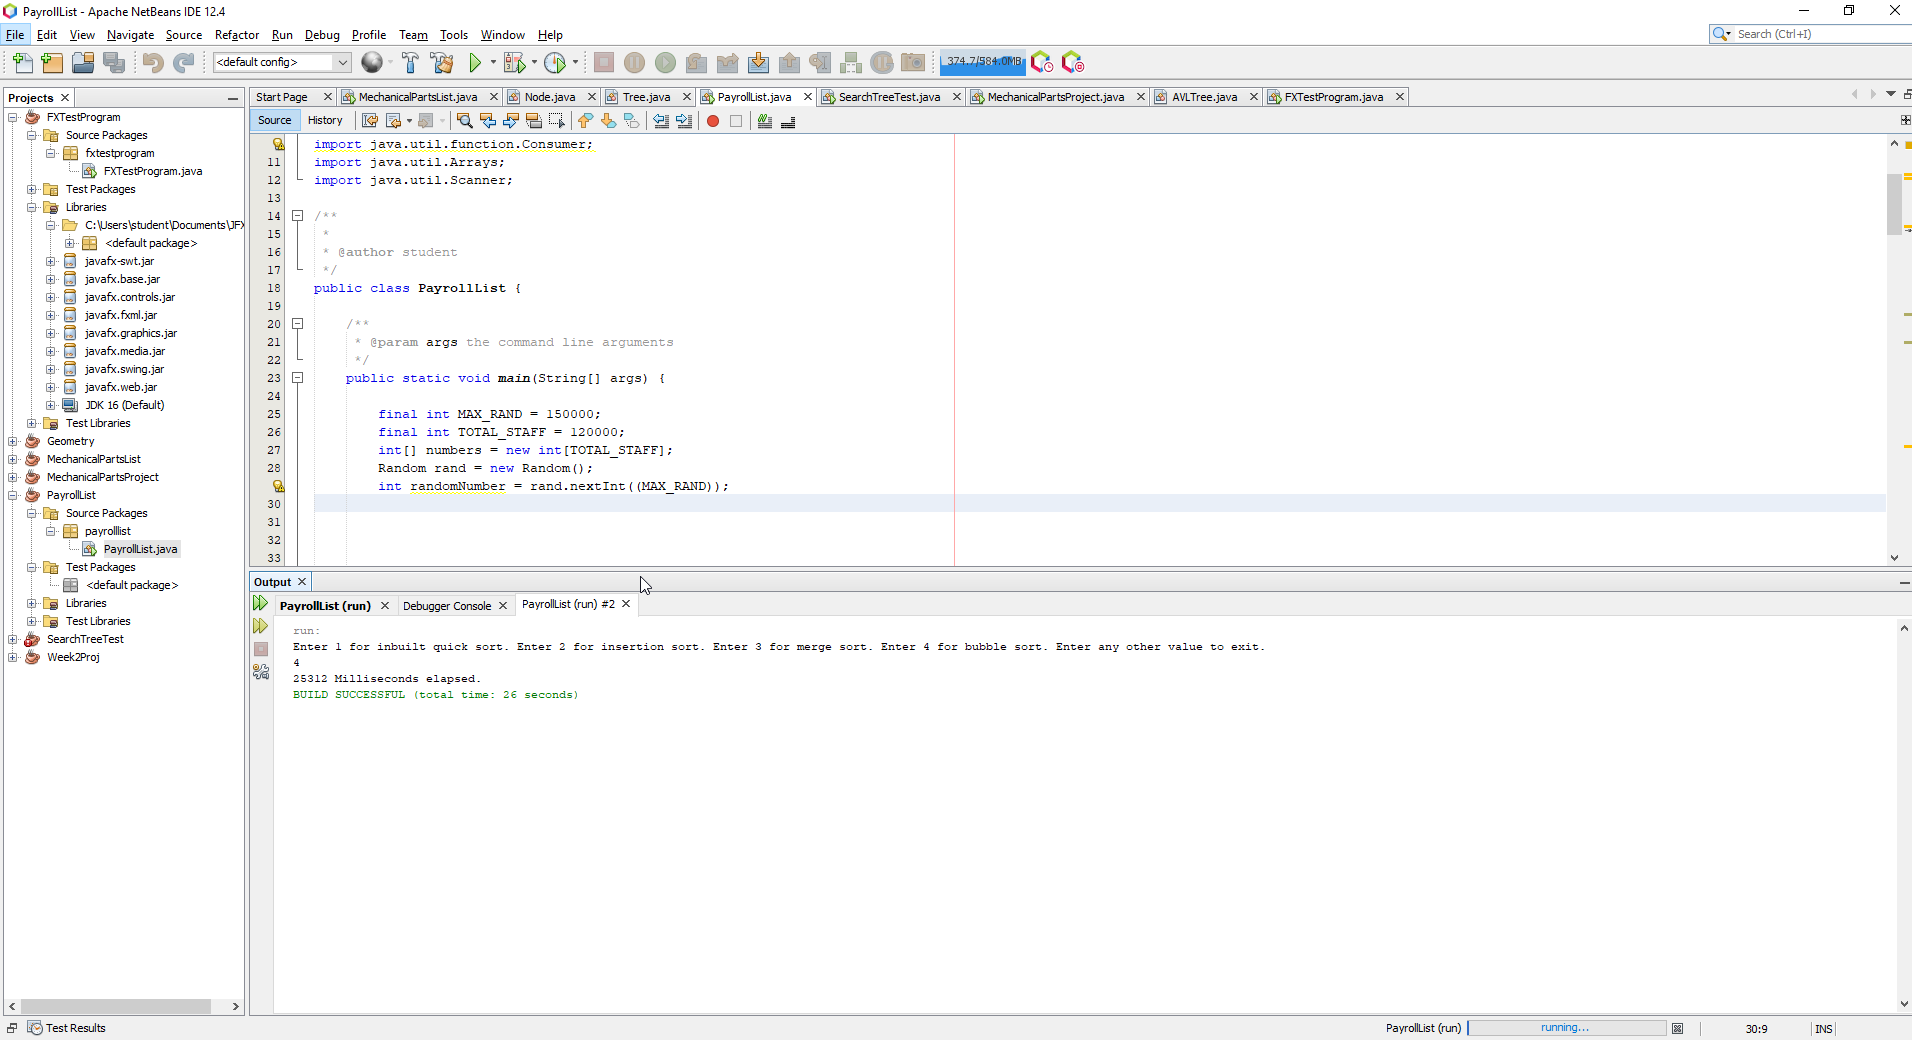 PayrollList - Apache NetBeans IDE 12.4
File Edit View Navigate Source Refactor Run Debug Profile Team Tools Window Help
Search (Ctrl+I)
<default config>
374.7/584.0MB
Projects
Start Page MechanicalPartsList.java Node.java Tree.java PayrollList.java SearchTreeTest.java MechanicalPartsProject.java AVLTree.java FXTestProgram.java
Source History
FXTestProgram
Source Packages
fxtestprogram
FXTestProgram.java
Test Packages
Libraries
C:\Users\student\Documents\JFX
<default package>
javafx-swt.jar
javafx.base.jar
javafx.controls.jar
javafx.fxml.jar
javafx.graphics.jar
javafx.media.jar
javafx.swing.jar
javafx.web.jar
JDK 16 (Default)
Test Libraries
Geometry
MechanicalPartsList
MechanicalPartsProject
PayrollList
Source Packages
payrolllist
PayrollList.java
Test Packages
<default package>
Libraries
Test Libraries
SearchTreeTest
Week2Proj
import java.util.function.Consumer;
11 import java.util.Arrays;
12 import java.util.Scanner;
13
14 /**
15 *
16 * @author student
17 */
18 public class PayrollList {
19
20 /**
21 * @param args the command line arguments
22 */
23 public static void main(String[] args) {
24
25 final int MAX_RAND = 150000;
26 final int TOTAL_STAFF = 120000;
27 int[] numbers = new int[TOTAL_STAFF];
28 Random rand = new Random();
int randomNumber = rand.nextInt((MAX_RAND));
30
31
32
33
Output
PayrollList (run) Debugger Console PayrollList (run) #2
run:
Enter 1 for inbuilt quick sort. Enter 2 for insertion sort. Enter 3 for merge sort. Enter 4 for bubble sort. Enter any other value to exit.
4
25312 Milliseconds elapsed.
BUILD SUCCESSFUL (total time: 26 seconds)
Test Results
PayrollList (run) running... 30:9 INS